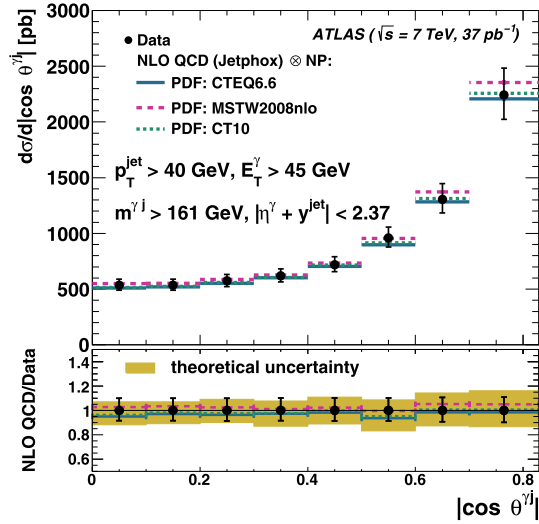 ATLAS ( √s = 7 TeV, 37 pb⁻¹)
Data
NLO QCD (Jetphox) ⊗ NP:
PDF: CTEQ6.6
PDF: MSTW2008nlo
PDF: CT10
p_T^jet > 40 GeV, E_T^γ > 45 GeV
m^γj > 161 GeV, |η^γ + y^jet| < 2.37
dσ/d|cos θ^γj| [pb]
3000
2500
2000
1500
1000
500
0
theoretical uncertainty
NLO QCD/Data
1.4
1.2
1
0.8
0.6
0 0.2 0.4 0.6 0.8
|cos θ^γj|